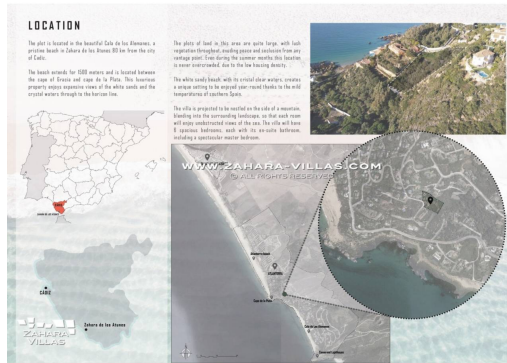 LOCATION
The plot is located in the beautiful Cala de los Alemanes, a
pristine beach in Zahara de los Atunes 80 km from the city
of Cadiz.
The beach extends for 1500 meters and is located between
the cape of Gracia and cape de la Plata. This luxurious
property enjoys expansive views of the white sands and the
crystal waters through to the horizon line.
The plots of land in this area are quite large, with lush
vegetation throughout, evading peace and seclusion from any
vantage point. Even during the summer months this location
is never overcrowded, due to the low housing density.
The white sandy beach, with its cristal clear waters, creates
a unique setting to be enjoyed year round thanks to the mild
temperatures of southern Spain.
The villa is projected to be nestled on the side of a mountain,
blending into the surrounding landscape, so that each room
will enjoy unobstructed views of the sea. The villa will have
6 spacious bedrooms, each with its en-suite bathroom,
including a spectacular master bedroom.
WWW.ZAHARA-VILLAS.COM
© ALL RIGHTS RESERVED
CÁDIZ
Zahara de los Atunes
ZAHARA
VILLAS